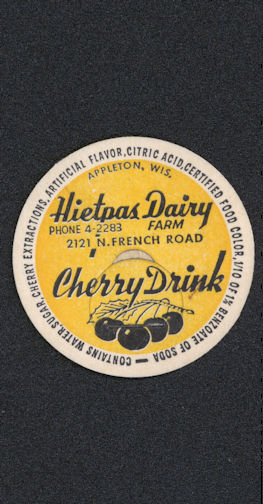 CONTAINS WATER, SUGAR, CHERRY EXTRACTIONS, ARTIFICIAL FLAVOR, CITRIC ACID, CERTIFIED FOOD COLOR, 1/10 OF 1% BENZOATE OF SODA —
APPLETON, WIS.
Hietpas Dairy
PHONE 4-2283 FARM
2121 N. FRENCH ROAD
Cherry Drink